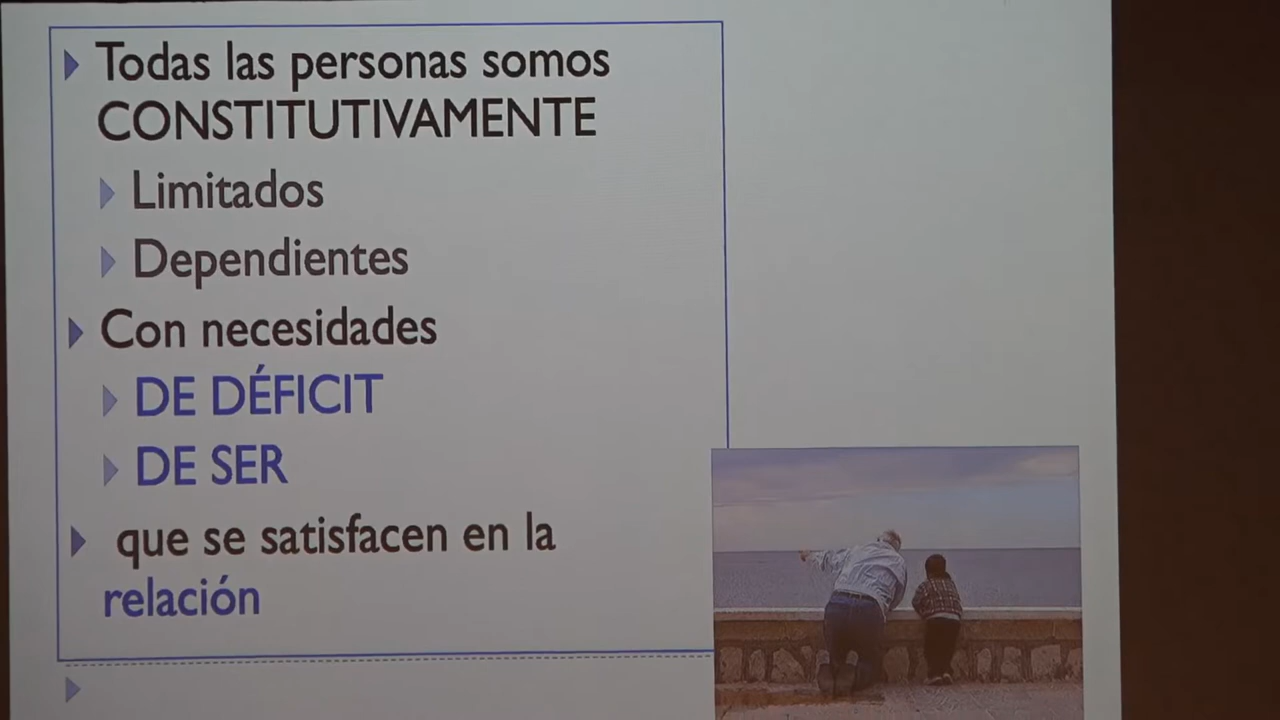 Todas las personas somos
CONSTITUTIVAMENTE
Limitados
Dependientes
Con necesidades
DE DÉFICIT
DE SER
que se satisfacen en la
relación